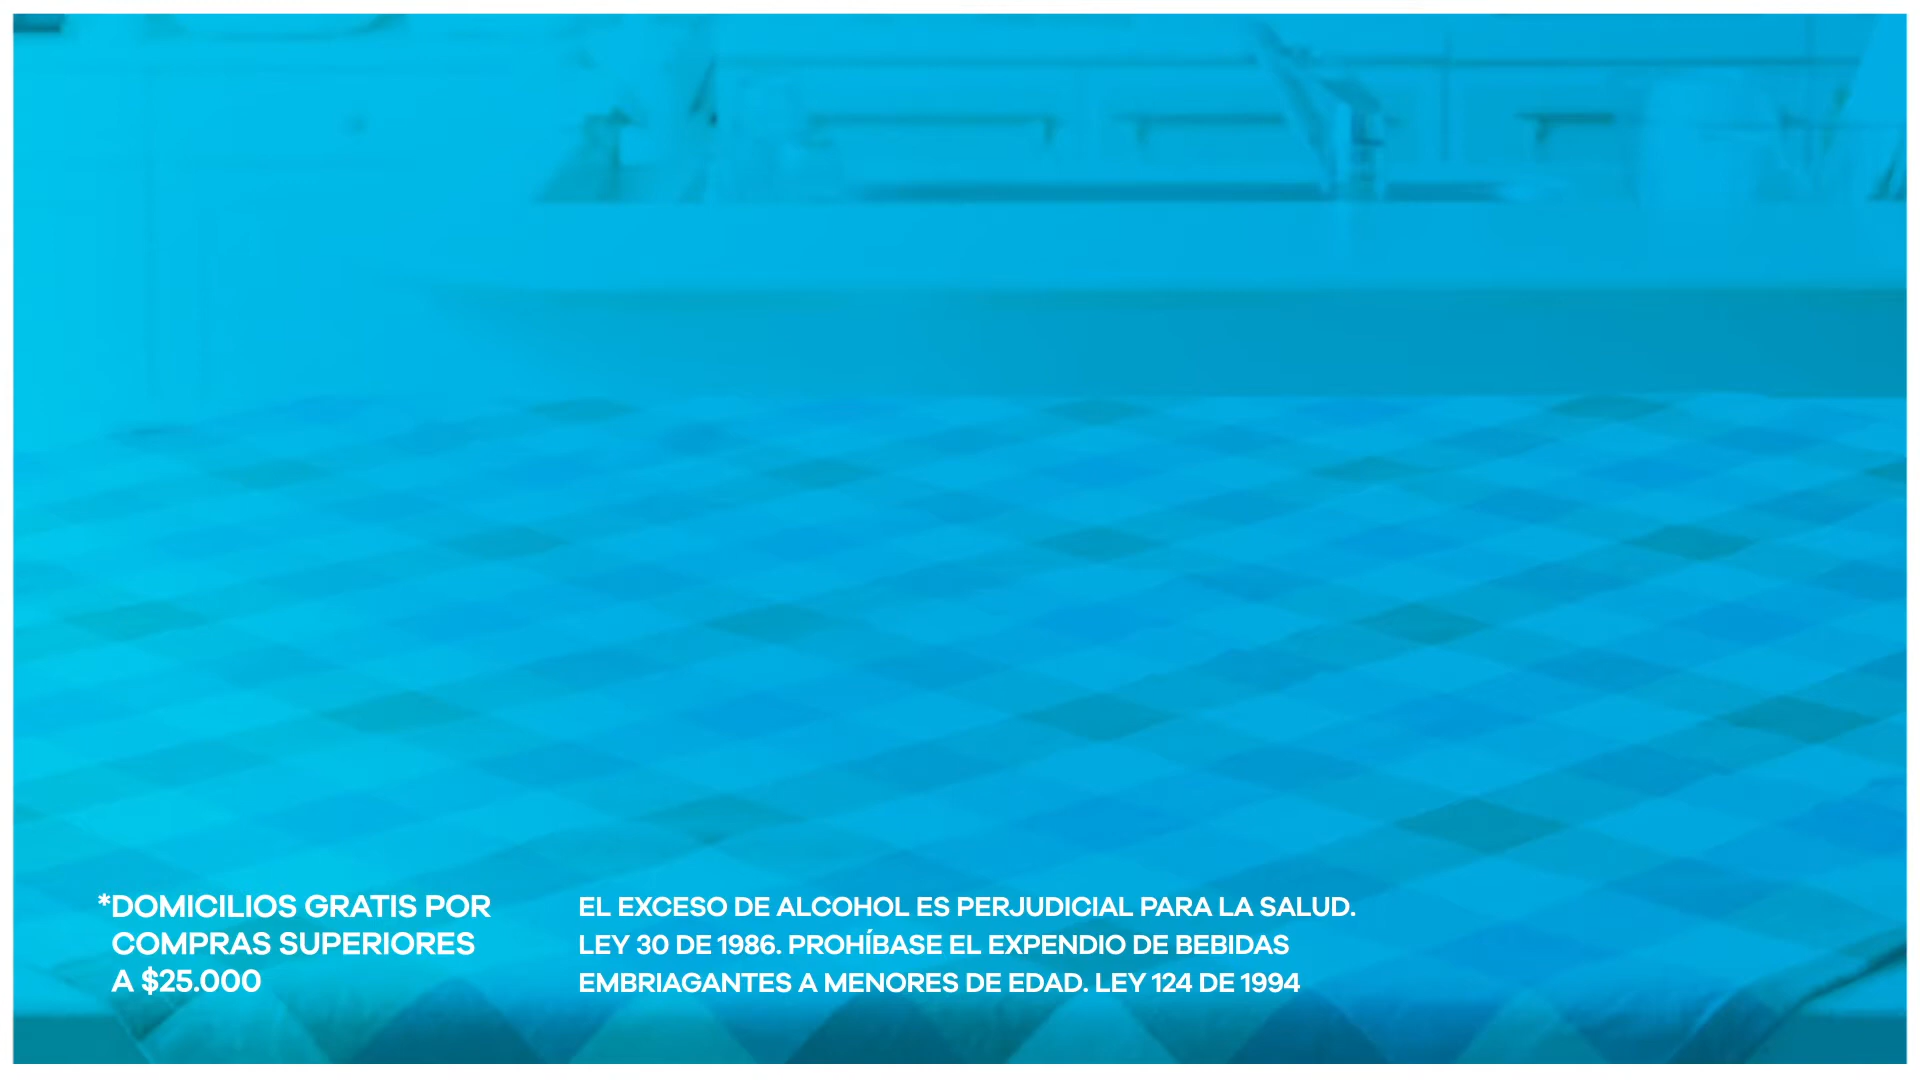 *DOMICILIOS GRATIS POR
COMPRAS SUPERIORES
A $25.000
EL EXCESO DE ALCOHOL ES PERJUDICIAL PARA LA SALUD.
LEY 30 DE 1986. PROHÍBASE EL EXPENDIO DE BEBIDAS
EMBRIAGANTES A MENORES DE EDAD. LEY 124 DE 1994